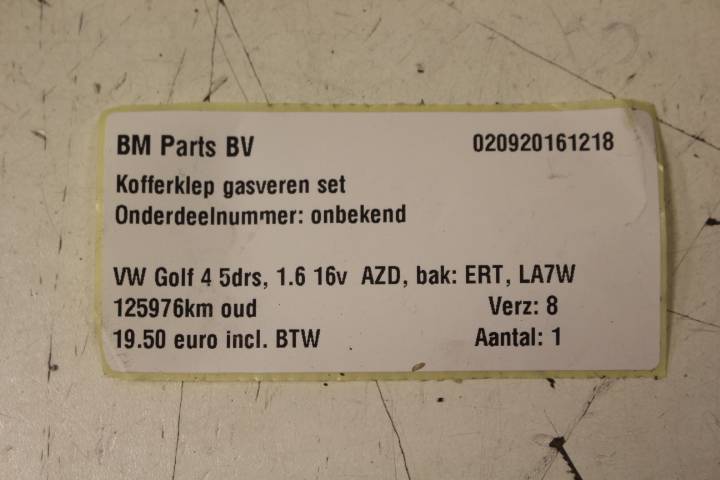 BM Parts BV 020920161218
Kofferklep gasveren set
Onderdeelnummer: onbekend
VW Golf 4 5drs, 1.6 16v AZD, bak: ERT, LA7W
125976km oud Verz: 8
19.50 euro incl. BTW Aantal: 1